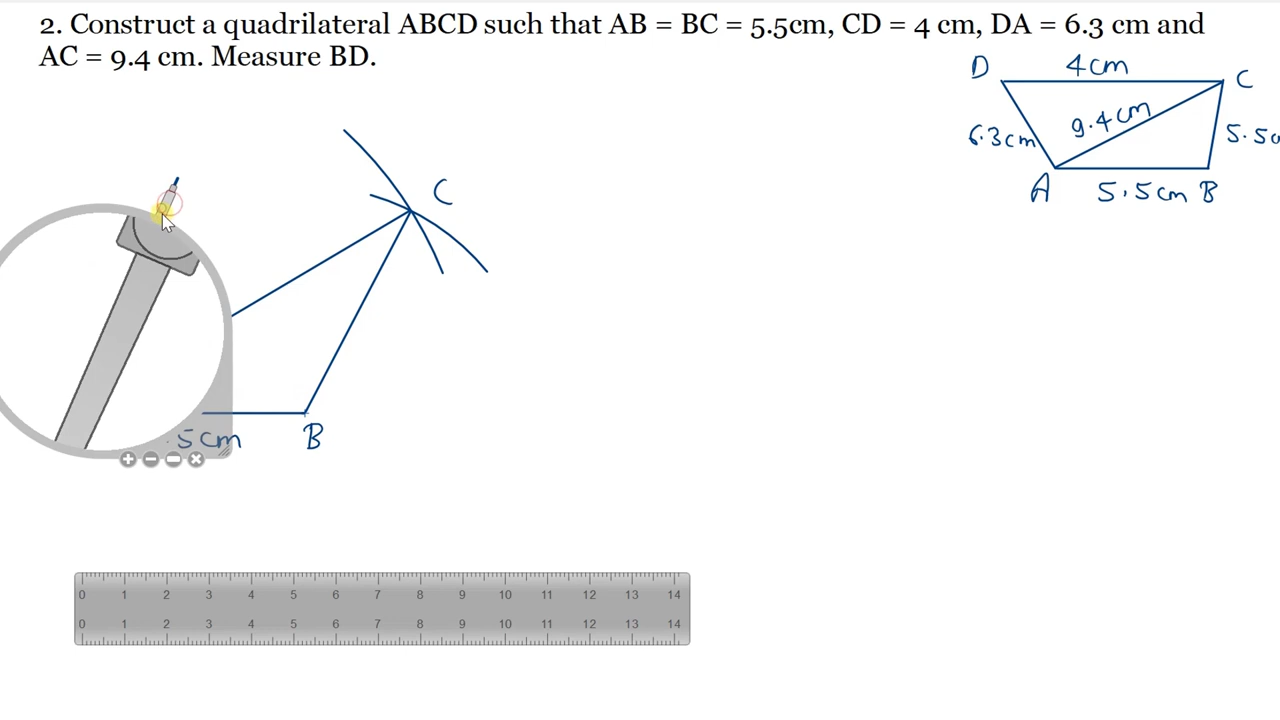 2. Construct a quadrilateral ABCD such that AB = BC = 5.5cm, CD = 4 cm, DA = 6.3 cm and
AC = 9.4 cm. Measure BD.
D 4cm C
9.4cm
6.3cm 5.5c
A 5.5cm B
C
.5cm B
0 1 2 3 4 5 6 7 8 9 10 11 12 13 14
0 1 2 3 4 5 6 7 8 9 10 11 12 13 14